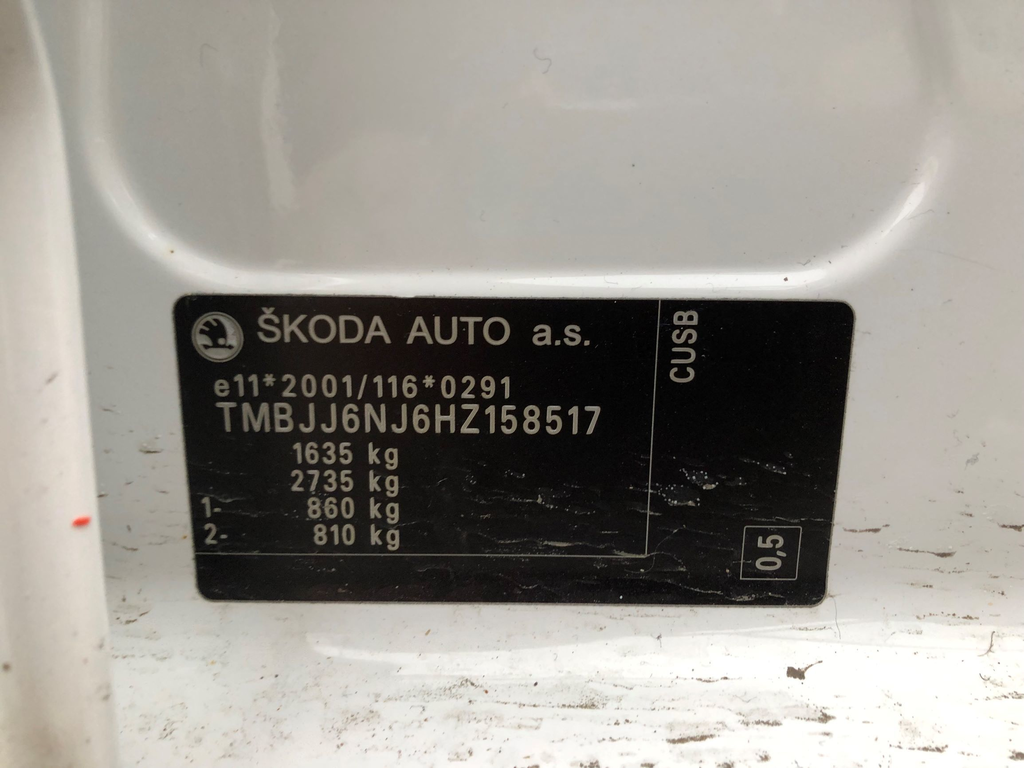 ŠKODA AUTO a.s.
e11*2001/116*0291
TMBJJ6NJ6HZ158517
1635 kg
2735 kg
1- 860 kg
2- 810 kg
CUSB
0,5